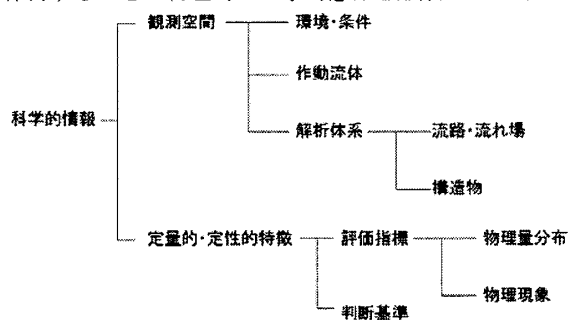 観測空間
環境・条件
作動流体
科学的情報
解析体系
流路・流れ場
構造物
定量的・定性的特徴
評価指標
物理量分布
物理現象
判断基準